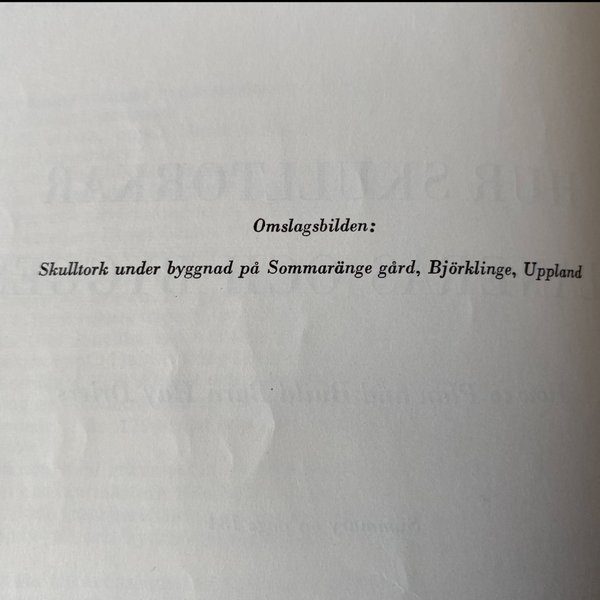 Omslagsbilden:
Skulltork under byggnad på Sommaränge gård, Björklinge, Uppland